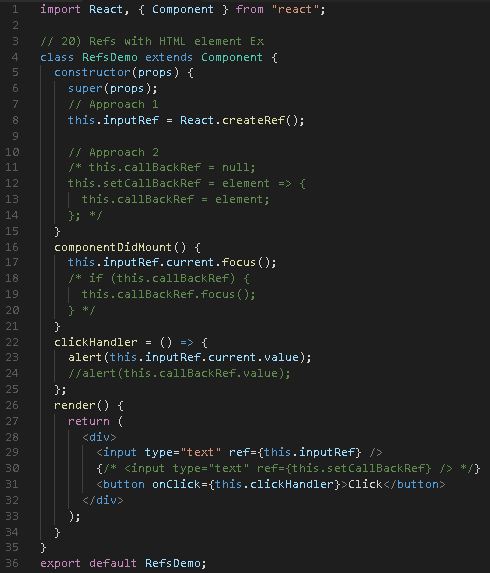 1 import React, { Component } from "react";
2
3 // 20) Refs with HTML element Ex
4 class RefsDemo extends Component {
5   constructor(props) {
6     super(props);
7     // Approach 1
8     this.inputRef = React.createRef();
9
10     // Approach 2
11     /* this.callBackRef = null;
12     this.setCallBackRef = element => {
13       this.callBackRef = element;
14     }; */
15   }
16   componentDidMount() {
17     this.inputRef.current.focus();
18     /* if (this.callBackRef) {
19       this.callBackRef.focus();
20     } */
21   }
22   clickHandler = () => {
23     alert(this.inputRef.current.value);
24     //alert(this.callBackRef.value);
25   };
26   render() {
27     return (
28       <div>
29         <input type="text" ref={this.inputRef} />
30         {/* <input type="text" ref={this.setCallBackRef} /> */}
31         <button onClick={this.clickHandler}>Click</button>
32       </div>
33     );
34   }
35 }
36 export default RefsDemo;